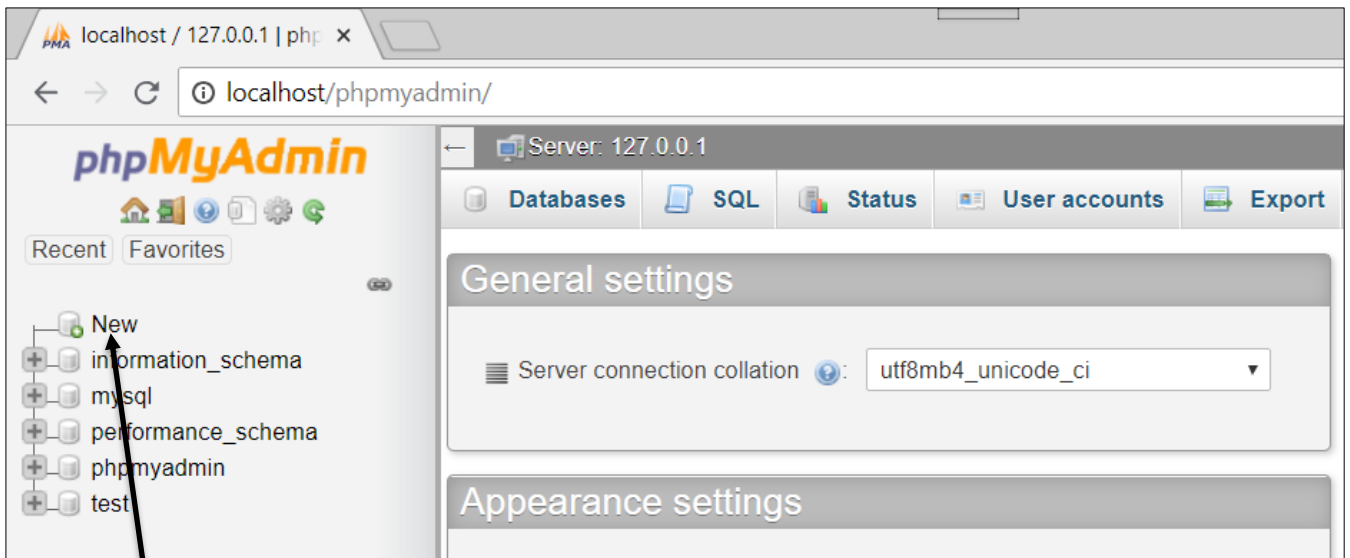 PMA localhost / 127.0.0.1 | php
localhost/phpmyadmin/
phpMyAdmin
Recent Favorites
New
information_schema
mysql
performance_schema
phpmyadmin
test
Server: 127.0.0.1
Databases SQL Status User accounts Export
General settings
Server connection collation : utf8mb4_unicode_ci
Appearance settings